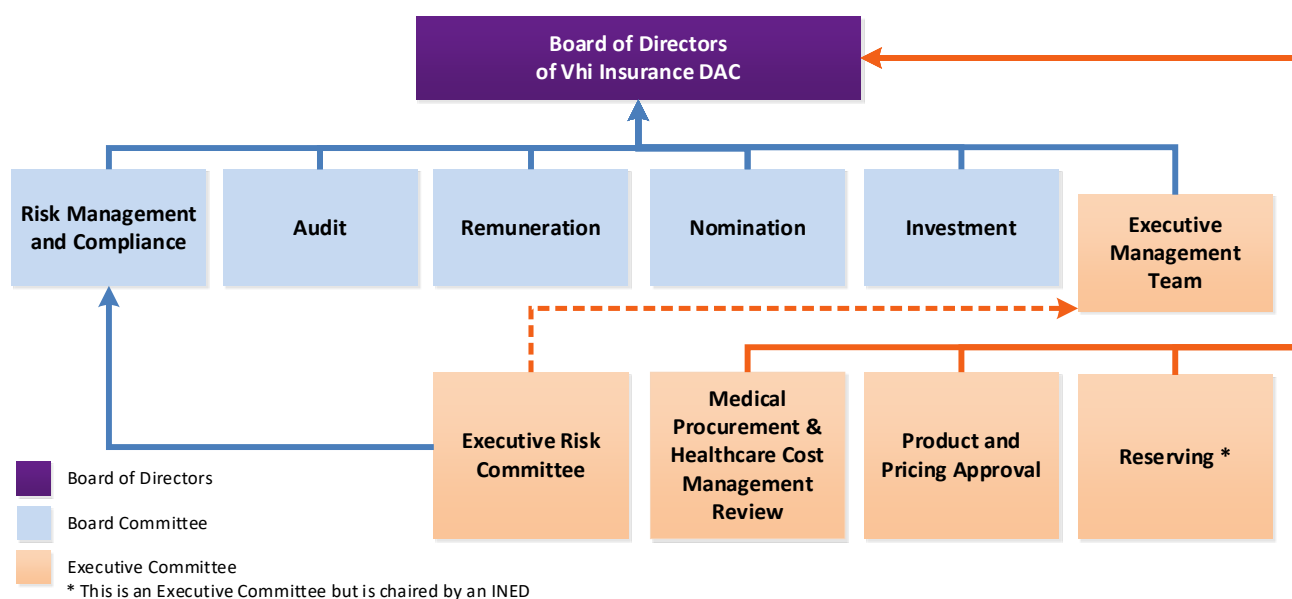 Board of Directors
of Vhi Insurance DAC
Risk Management
and Compliance
Audit
Remuneration
Nomination
Investment
Executive
Management
Team
Executive Risk
Committee
Medical
Procurement &
Healthcare Cost
Management
Review
Product and
Pricing Approval
Reserving *
Board of Directors
Board Committee
Executive Committee
* This is an Executive Committee but is chaired by an INED